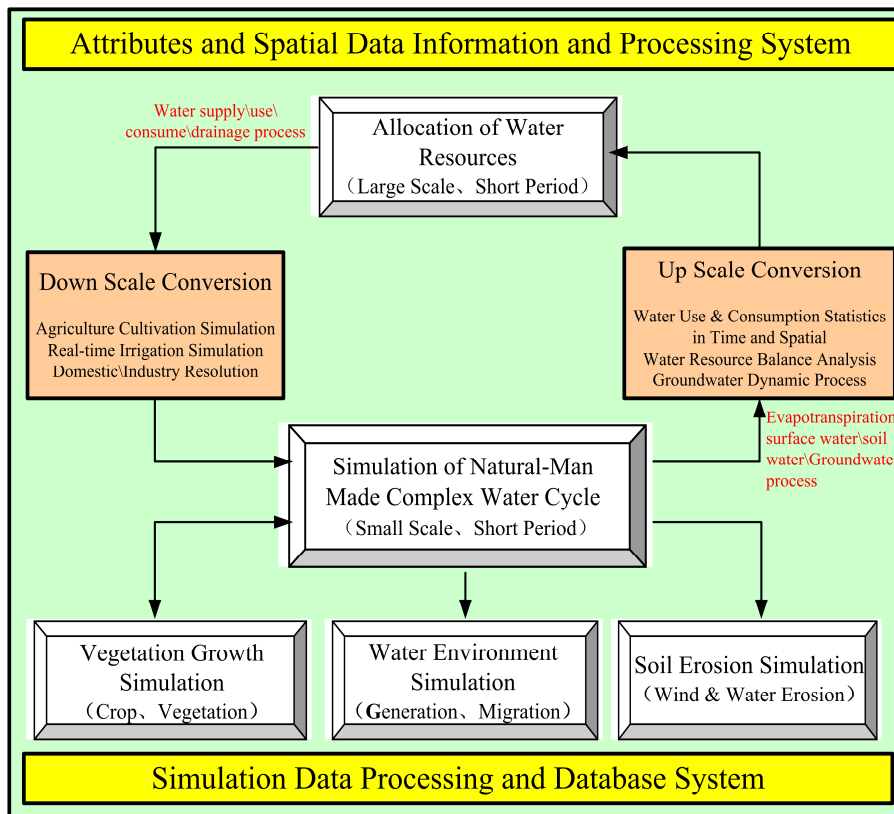 Attributes and Spatial Data Information and Processing System
Water supply\use\
consume\drainage process
Allocation of Water
Resources
（Large Scale、Short Period）
Down Scale Conversion
Agriculture Cultivation Simulation
Real-time Irrigation Simulation
Domestic\Industry Resolution
Up Scale Conversion
Water Use & Consumption Statistics
in Time and Spatial
Water Resource Balance Analysis
Groundwater Dynamic Process
Evapotranspiration
surface water\soil
water\Groundwate
process
Simulation of Natural-Man
Made Complex Water Cycle
（Small Scale、Short Period）
Vegetation Growth
Simulation
（Crop、Vegetation）
Water Environment
Simulation
（Generation、Migration）
Soil Erosion Simulation
（Wind & Water Erosion）
Simulation Data Processing and Database System